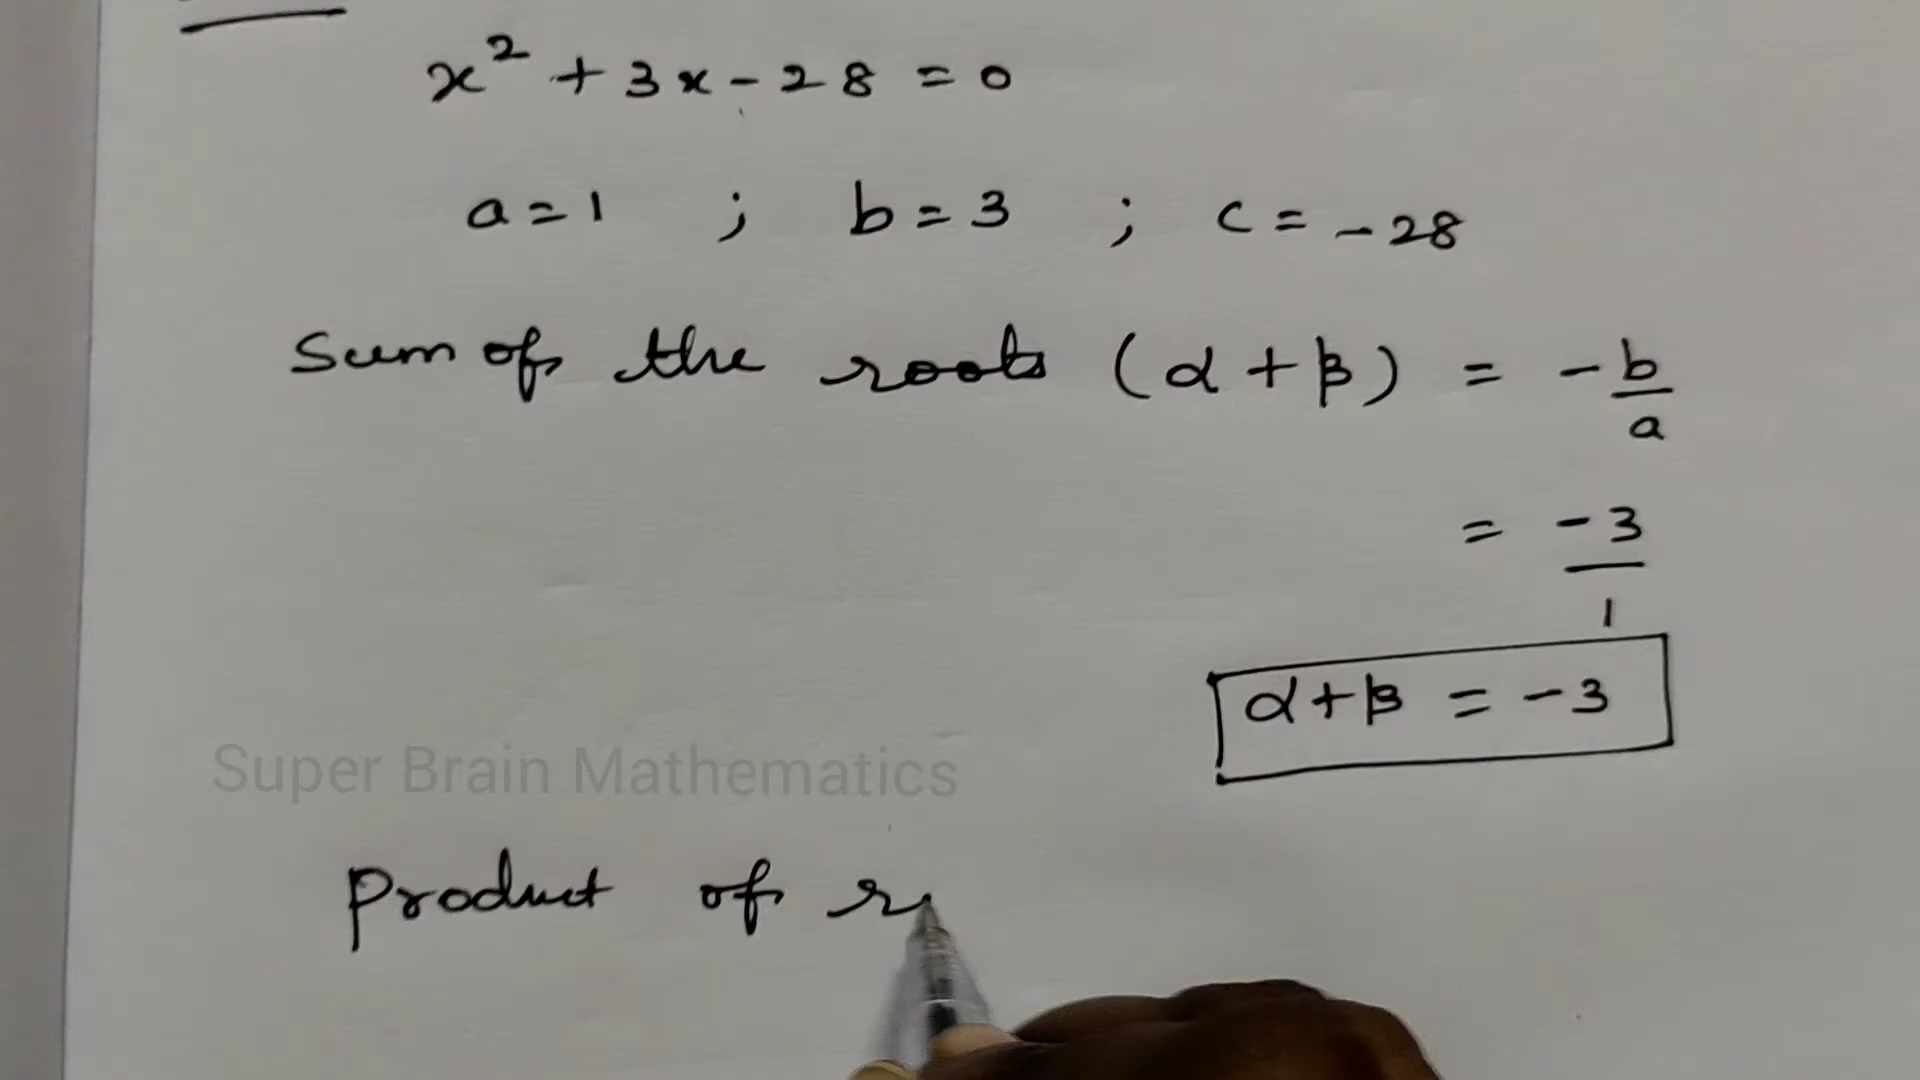 x² + 3x - 28 = 0
a = 1 ; b = 3 ; c = -28
Sum of the roots (α + β) = -b/a
= -3/1
α + β = -3
Super Brain Mathematics
Product of r